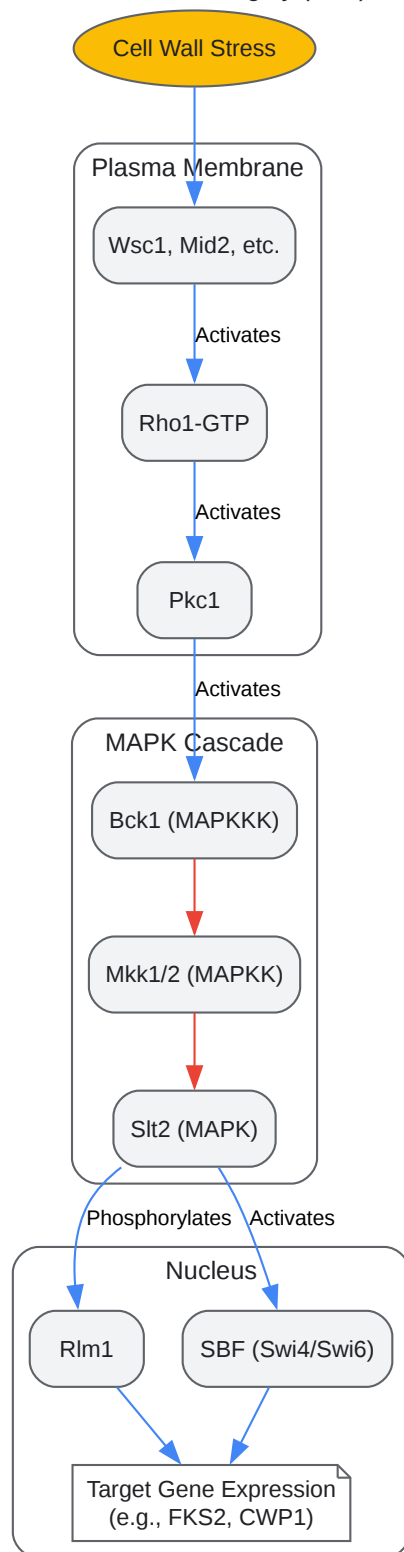 Cell Wall Stress
Plasma Membrane
Wsc1, Mid2, etc.
Activates
Rho1-GTP
Activates
Pkc1
Activates
MAPK Cascade
Bck1 (MAPKKK)
Mkk1/2 (MAPKK)
Slt2 (MAPK)
Phosphorylates
Activates
Nucleus
Rlm1
SBF (Swi4/Swi6)
Target Gene Expression
(e.g., FKS2, CWP1)